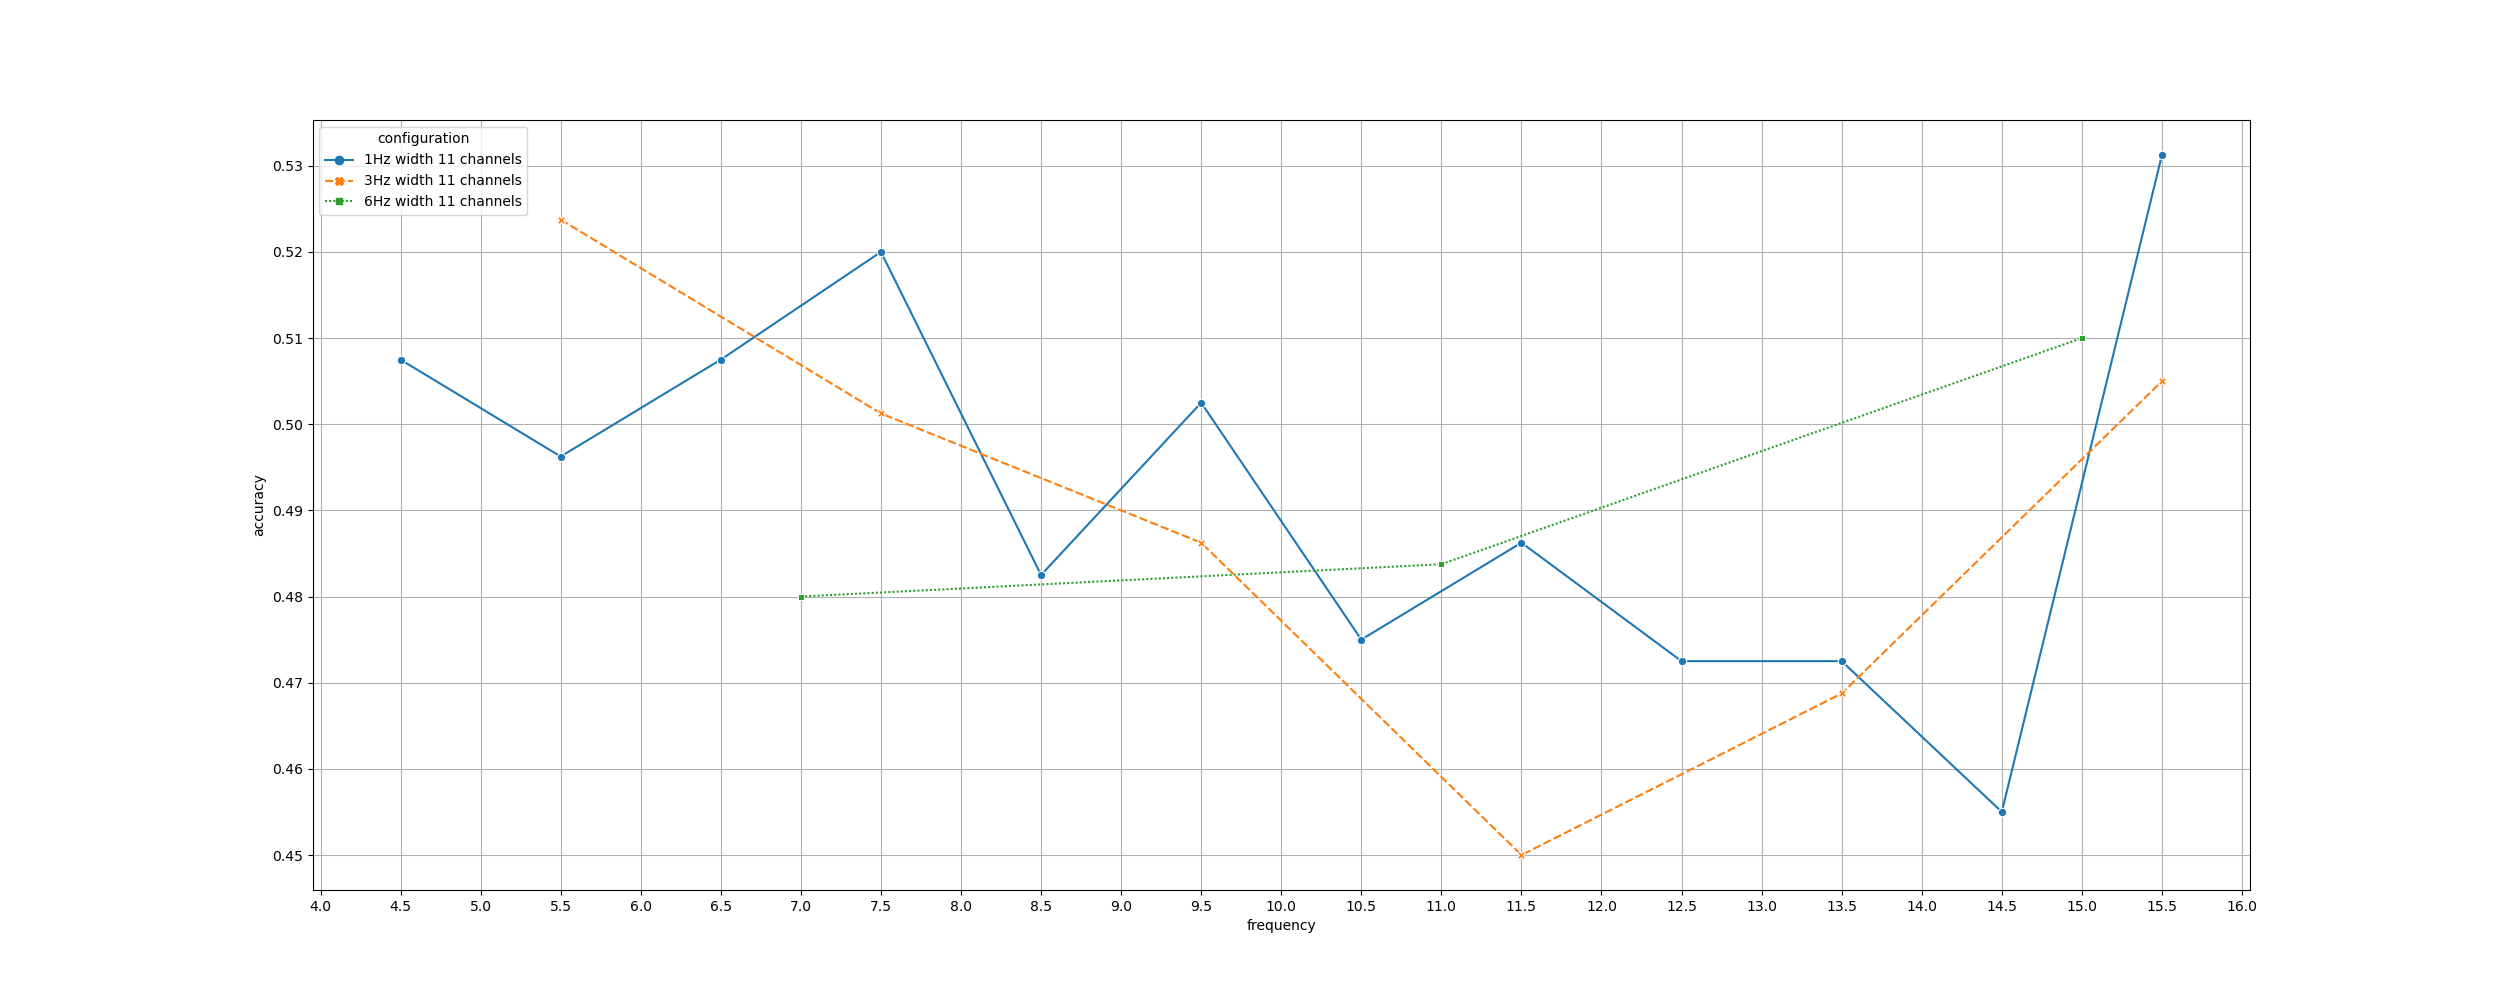 configuration
1Hz width 11 channels
3Hz width 11 channels
6Hz width 11 channels
0.53
0.52
0.51
0.50
0.49
0.48
0.47
0.46
0.45
accuracy
4.0 4.5 5.0 5.5 6.0 6.5 7.0 7.5 8.0 8.5 9.0 9.5 10.0 10.5 11.0 11.5 12.0 12.5 13.0 13.5 14.0 14.5 15.0 15.5 16.0
frequency